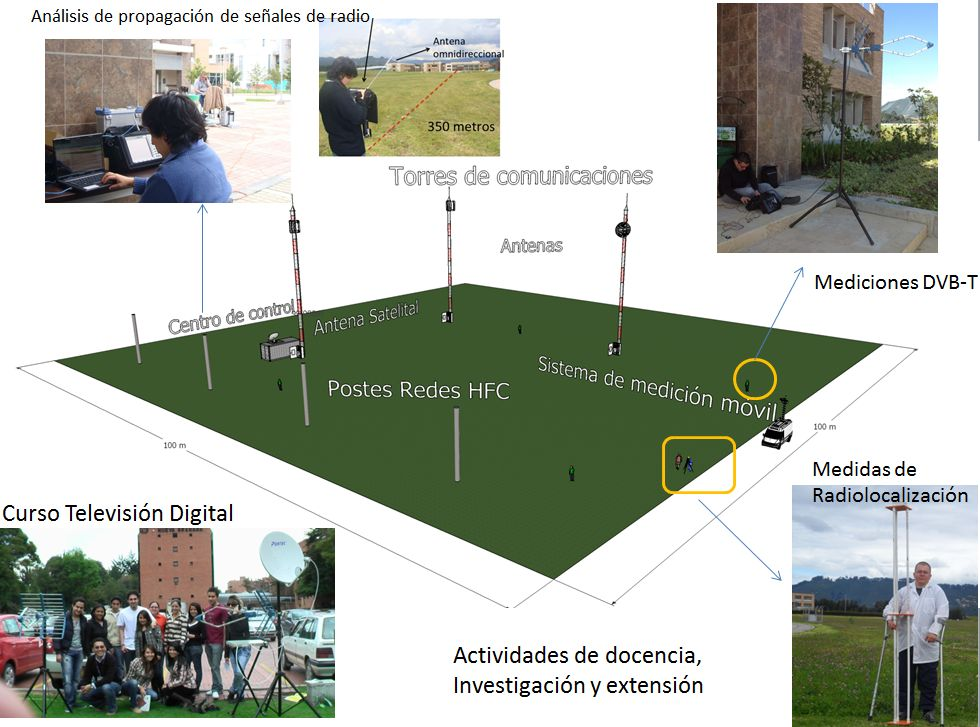 Análisis de propagación de señales de radio
Antena
omnidireccional
350 metros
Torres de comunicaciones
Antenas
Mediciones DVB-T
Centro de control
Antena Satelital
Postes Redes HFC
Sistema de medición móvil
100 m
100 m
Medidas de
Radiolocalización
Curso Televisión Digital
Actividades de docencia,
Investigación y extensión